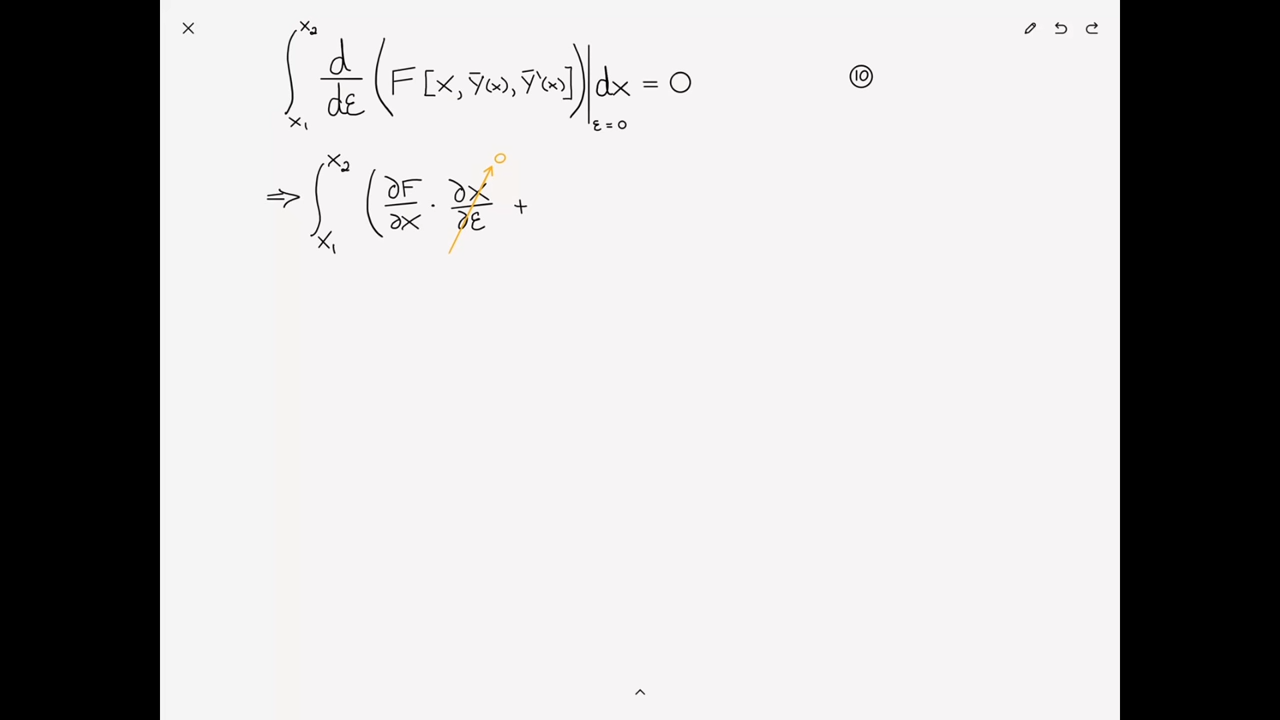 ∫_{x₁}^{x₂} d/dε (F[x, ȳ(x), ȳ'(x)])|_{ε=0} dx = 0 ⑩
⇒ ∫_{x₁}^{x₂} (∂F/∂x · ∂x/∂ε 0 +